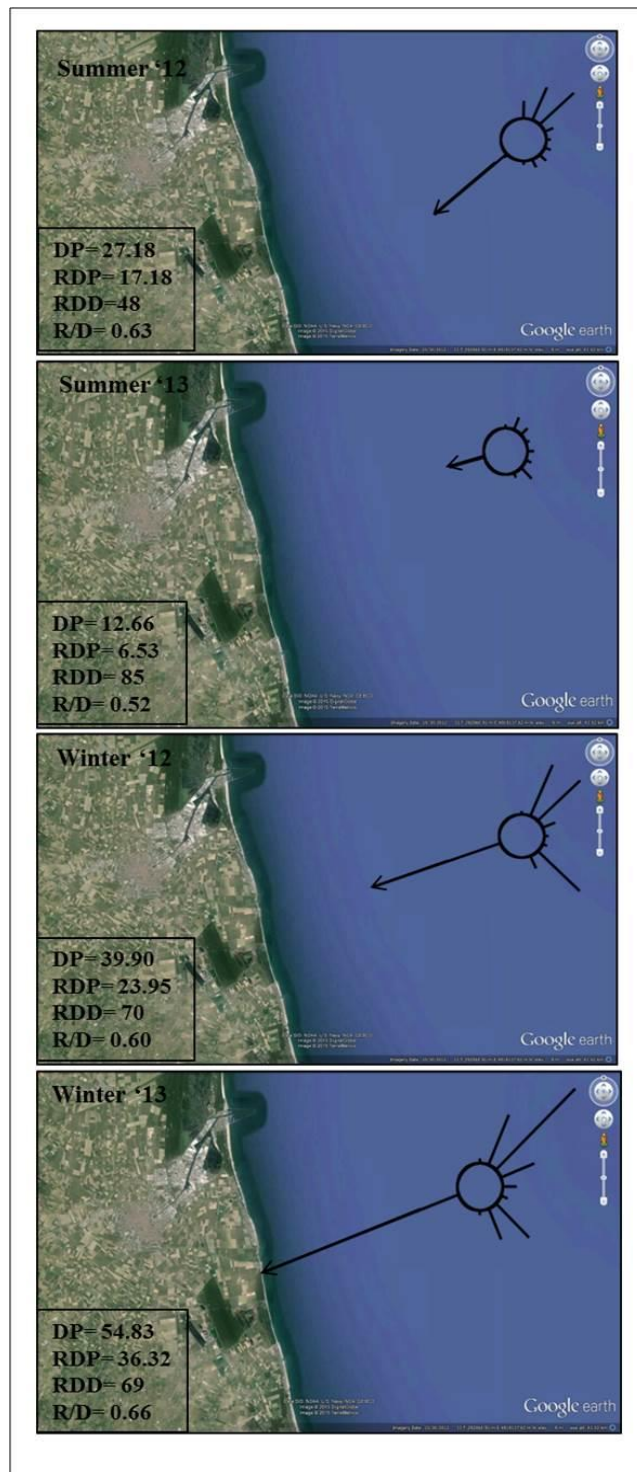 Summer ‘12
DP= 27.18
RDP= 17.18
RDD=48
R/D= 0.63
Google earth
Summer ‘13
DP= 12.66
RDP= 6.53
RDD= 85
R/D= 0.52
Google earth
Winter ‘12
DP= 39.90
RDP= 23.95
RDD= 70
R/D= 0.60
Google earth
Winter ‘13
DP= 54.83
RDP= 36.32
RDD= 69
R/D= 0.66
Google earth